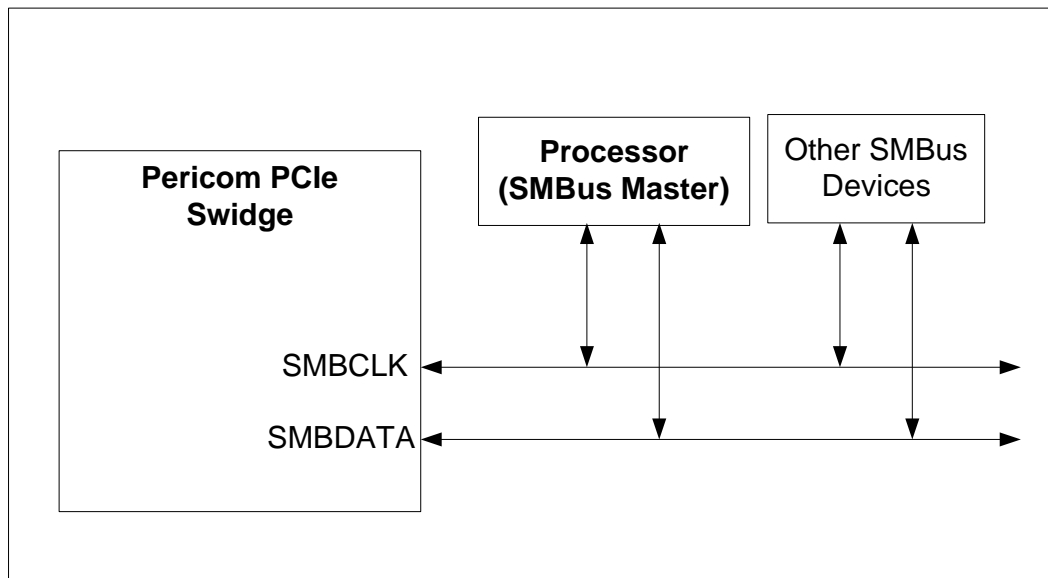 Pericom PCIe
Swidge
Processor
(SMBus Master)
Other SMBus
Devices
SMBCLK
SMBDATA